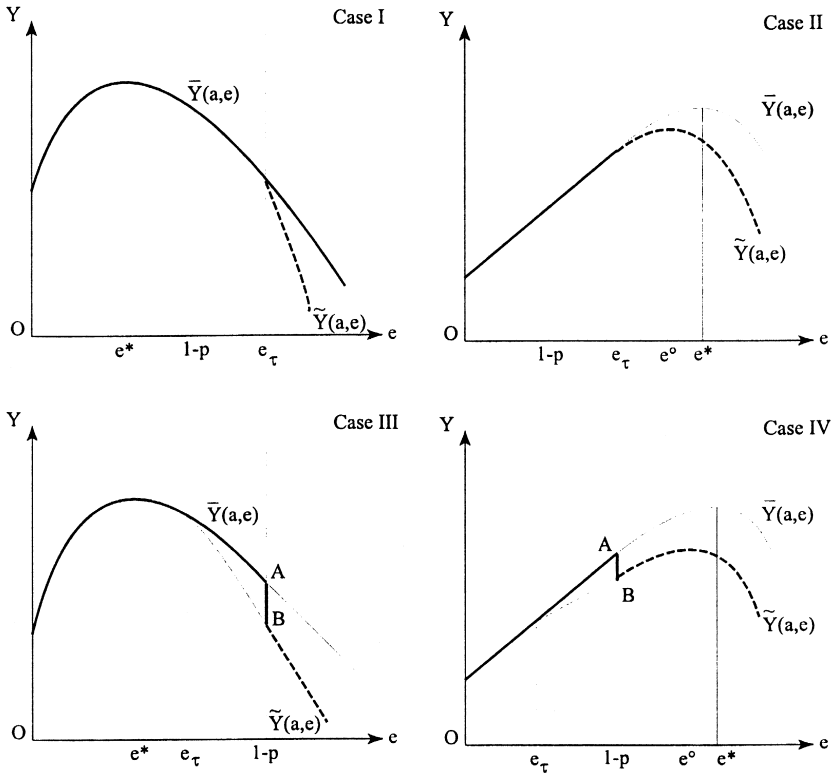 Y
Case I
Ȳ(a,e)
Ỹ(a,e)
O
e* 1-p e_τ e
Y
Case II
Ȳ(a,e)
Ỹ(a,e)
O
1-p e_τ e° e* e
Y
Case III
Ȳ(a,e)
A
B
Ỹ(a,e)
O
e* e_τ 1-p e
Y
Case IV
Ȳ(a,e)
A
B
Ỹ(a,e)
O
e_τ 1-p e° e* e